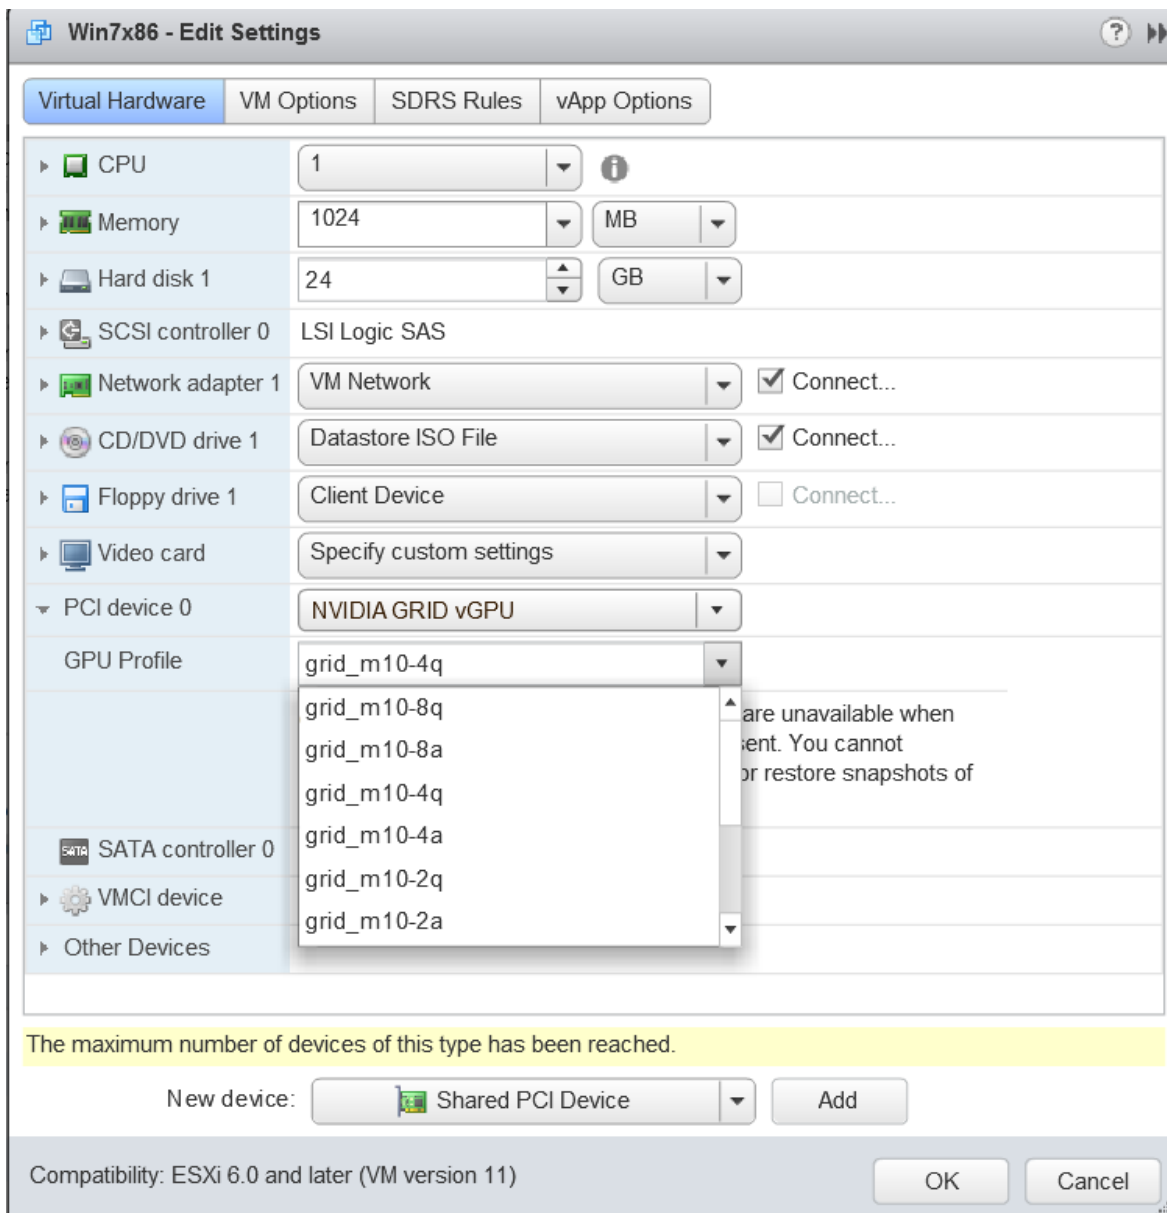 Win7x86 - Edit Settings
?
Virtual Hardware VM Options SDRS Rules vApp Options
CPU 1
Memory 1024 MB
Hard disk 1 24 GB
SCSI controller 0 LSI Logic SAS
Network adapter 1 VM Network Connect...
CD/DVD drive 1 Datastore ISO File Connect...
Floppy drive 1 Client Device Connect...
Video card Specify custom settings
PCI device 0 NVIDIA GRID vGPU
GPU Profile grid_m10-4q
grid_m10-8q
are unavailable when
grid_m10-8a
You cannot
grid_m10-4q
or restore snapshots of
grid_m10-4a
SATA SATA controller 0
grid_m10-2q
VMCI device
grid_m10-2a
Other Devices
The maximum number of devices of this type has been reached.
New device: Shared PCI Device Add
Compatibility: ESXi 6.0 and later (VM version 11) OK Cancel